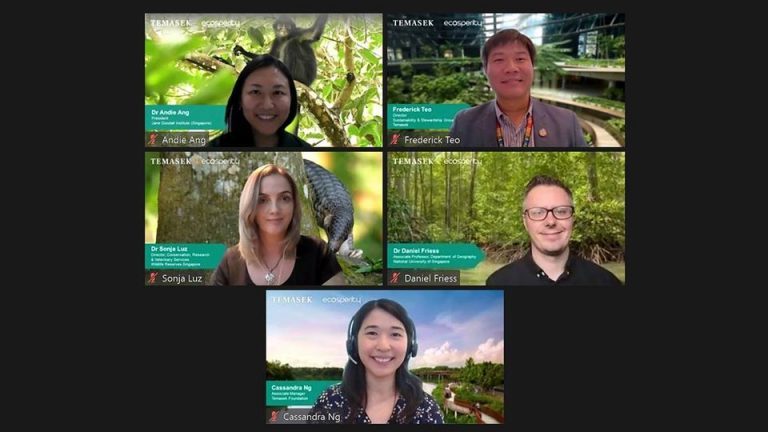 TEMASEK ecosperity
Dr Andie Ang
President
Jane Goodall Institute (Singapore)
Andie Ang
TEMASEK ecosperity
Frederick Teo
Director
Sustainability & Stewardship Group
Temasek
Frederick Teo
TEMASEK ecosperity
Dr Sonja Luz
Director, Conservation, Research
& Veterinary Services
Wildlife Reserves Singapore
Sonja Luz
TEMASEK ecosperity
Dr Daniel Friess
Associate Professor, Department of Geography
National University of Singapore
Daniel Friess
TEMASEK ecosperity
Cassandra Ng
Associate Manager
Temasek Foundation
Cassandra Ng